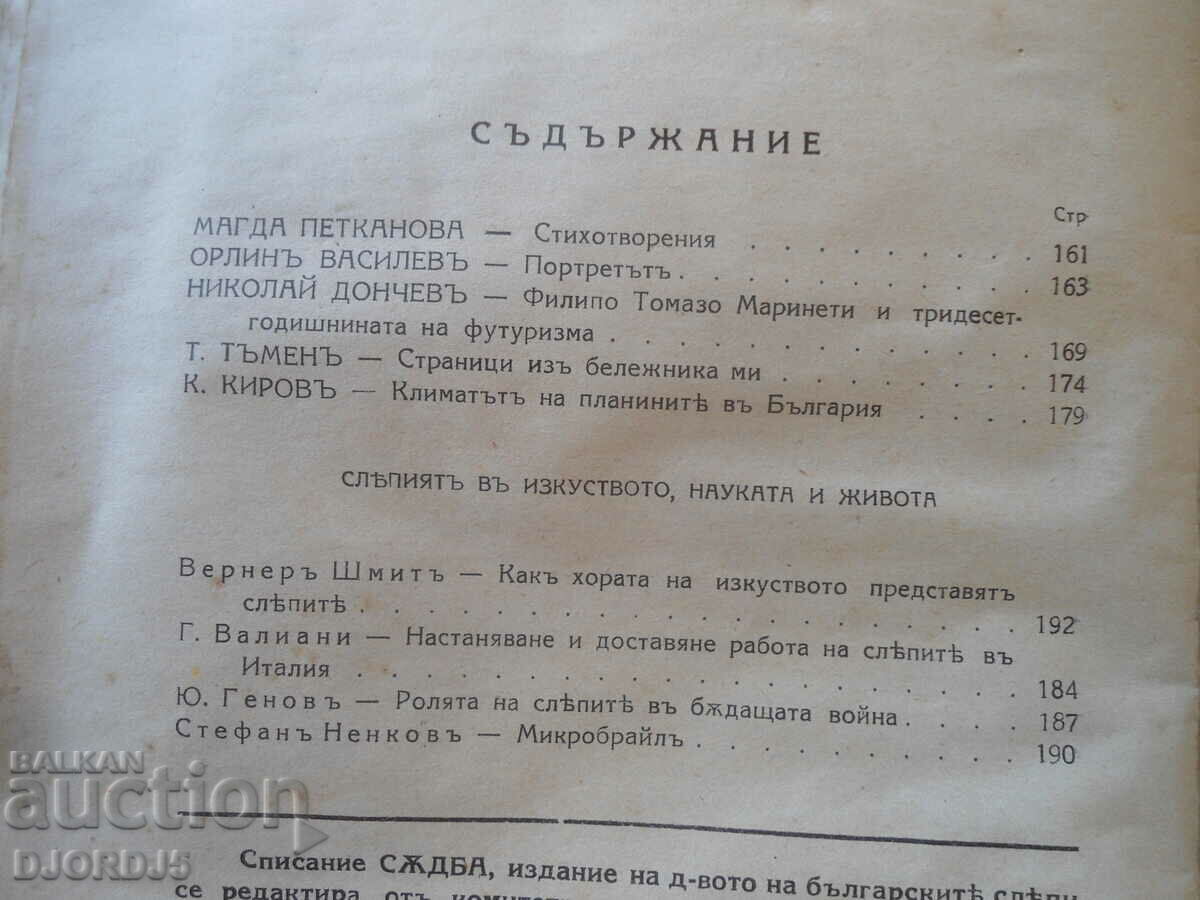 СЪДЪРЖАНИЕ
Стр
МАГДА ПЕТКАНОВА — Стихотворения . . . . . . . . . . 161
ОРЛИНЪ ВАСИЛЕВЪ — Портретътъ . . . . . . . . . . . . 163
НИКОЛАЙ ДОНЧЕВЪ — Филипо Томазо Маринети и тридесет-
годишнината на футуризма . . . . . . . . . . . . . . 169
Т. ТЪМЕНЪ — Страници изъ бележника ми . . . . . . . . 174
К. КИРОВЪ — Климатътъ на планинитѣ въ България . . . . 179
СЛѢПИЯТЪ ВЪ ИЗКУСТВОТО, НАУКАТА И ЖИВОТА
Вернеръ Шмитъ — Какъ хората на изкуството представятъ
слѣпитѣ . . . . . . . . . . . . . . . . . . . . . . 192
Г. Валиани — Настаняване и доставяне работа на слѣпитѣ въ
Италия . . . . . . . . . . . . . . . . . . . . . . 184
Ю. Геновъ — Ролята на слѣпитѣ въ бѫдащата война . . . . 187
Стефанъ Ненковъ — Микробрайлъ . . . . . . . . . . . 190
Списание СѪДБА, издание на д-вото на българскитѣ слѣпи
се редактира отъ
BALKAN
auction
DJORDJ5